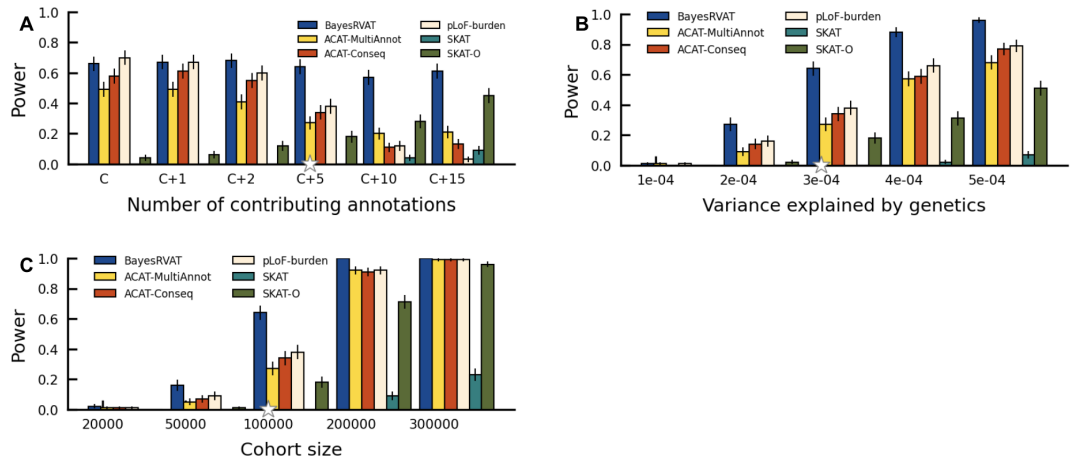 A
BayesRVAT
ACAT-MultiAnnot
ACAT-Conseq
pLoF-burden
SKAT
SKAT-O
Power
1.0
0.8
0.6
0.4
0.2
0.0
C C+1 C+2 C+5 C+10 C+15
Number of contributing annotations
B
BayesRVAT
ACAT-MultiAnnot
ACAT-Conseq
pLoF-burden
SKAT
SKAT-O
Power
1.0
0.8
0.6
0.4
0.2
0.0
1e-04 2e-04 3e-04 4e-04 5e-04
Variance explained by genetics
C
BayesRVAT
ACAT-MultiAnnot
ACAT-Conseq
pLoF-burden
SKAT
SKAT-O
Power
1.0
0.8
0.6
0.4
0.2
0.0
20000 50000 100000 200000 300000
Cohort size